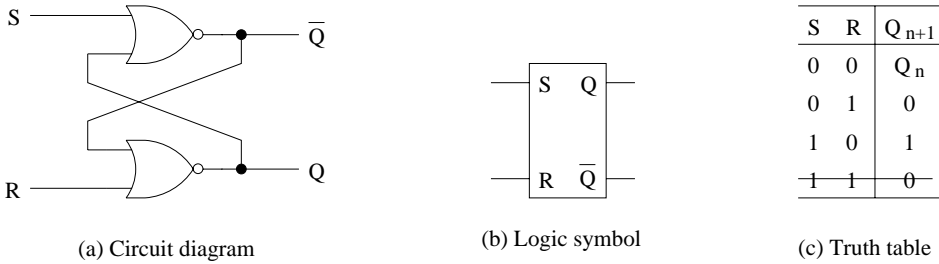 S
Q̅
Q
R
(a) Circuit diagram
S Q
R Q̅
(b) Logic symbol
S R Q n+1
0 0 Q n
0 1 0
1 0 1
1 1 0
(c) Truth table